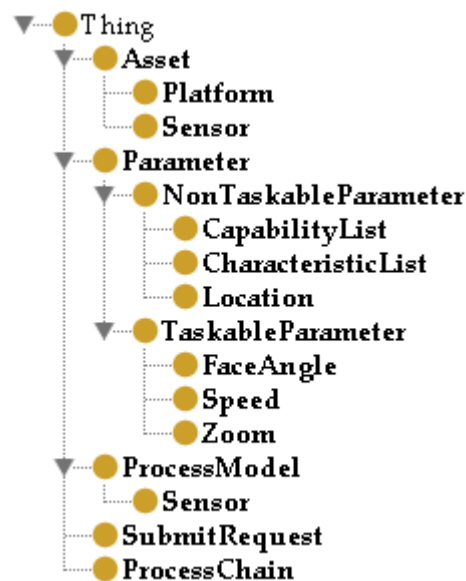 Thing
Asset
Platform
Sensor
Parameter
NonTaskableParameter
CapabilityList
CharacteristicList
Location
TaskableParameter
FaceAngle
Speed
Zoom
ProcessModel
Sensor
SubmitRequest
ProcessChain